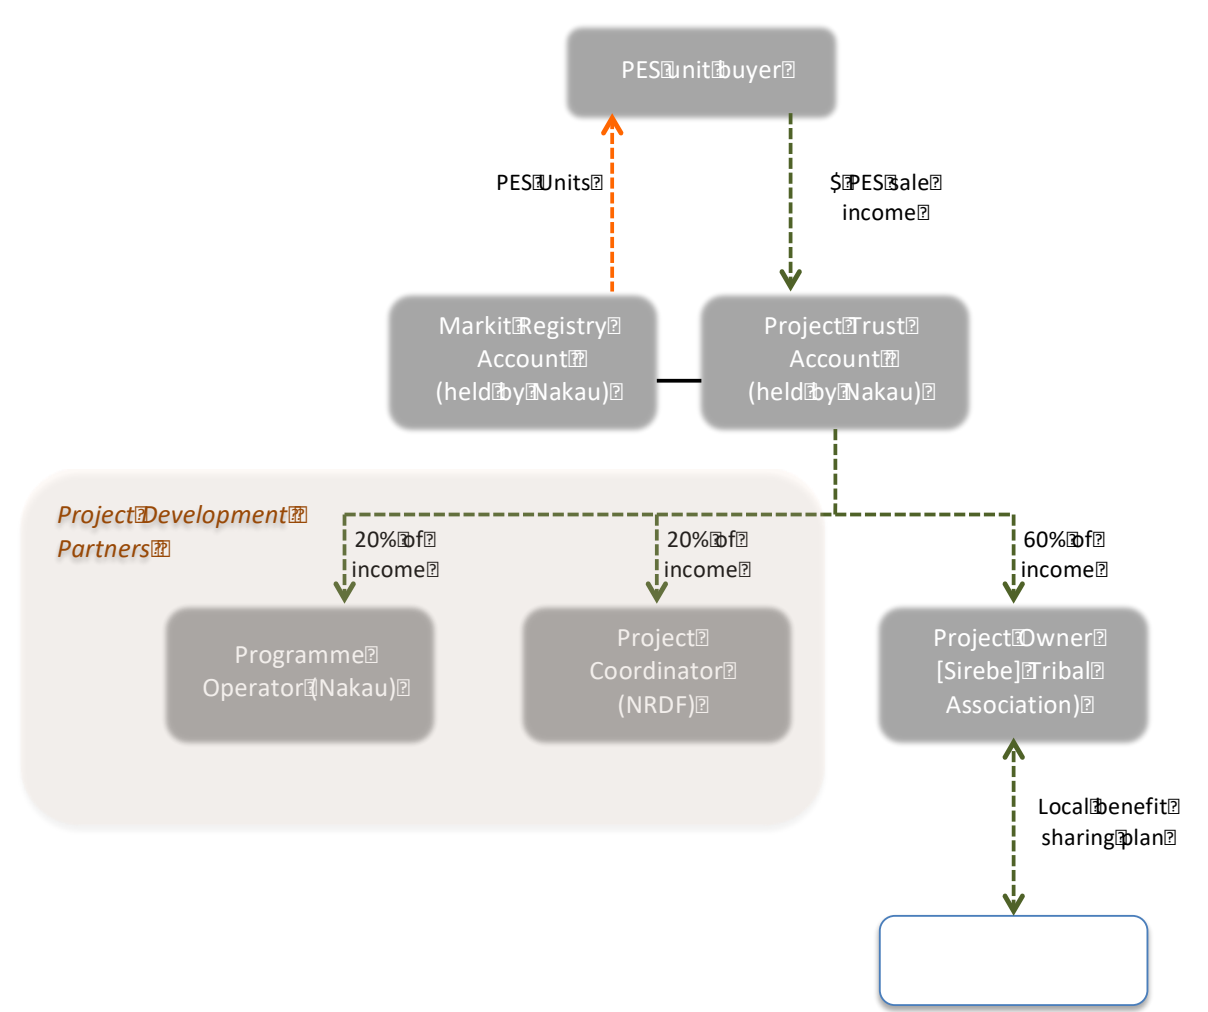 PES unit buyer
PES Units
$ PES sale
income
Markit Registry
Account
(held by Nakau)
Project Trust
Account
(held by Nakau)
Project Development
Partners
20% of
income
20% of
income
60% of
income
Programme
Operator (Nakau)
Project
Coordinator
(NRDF)
Project Owner
[Sirebe] Tribal
Association)
Local benefit
sharing plan